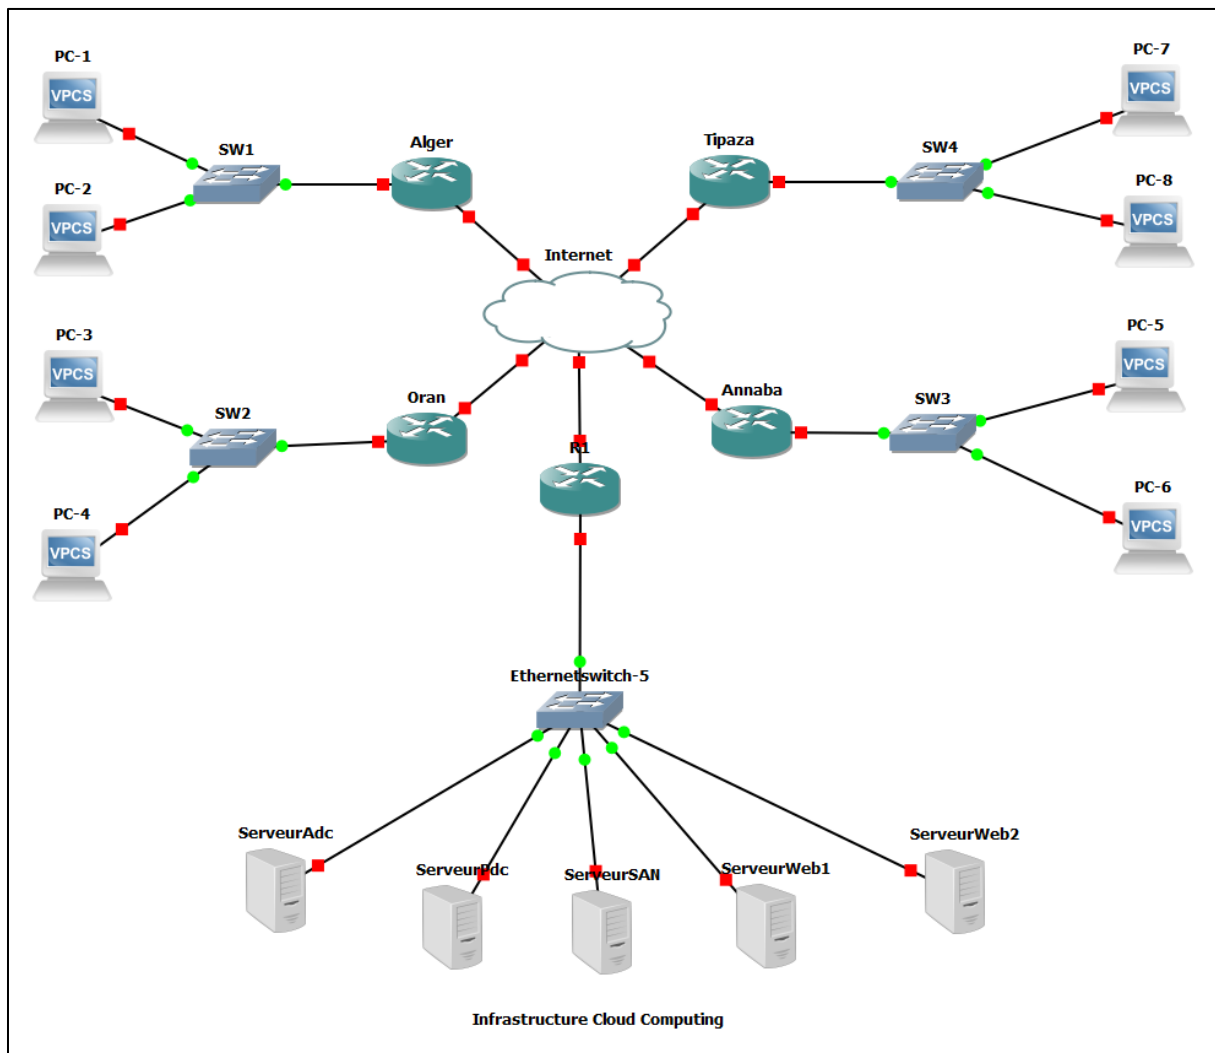 PC-1
VPCS
PC-2
VPCS
SW1
Alger
Tipaza
SW4
PC-7
VPCS
PC-8
VPCS
Internet
PC-3
VPCS
PC-4
VPCS
SW2
Oran
R1
Annaba
SW3
PC-5
VPCS
PC-6
VPCS
Ethernetswitch-5
ServeurAdc
ServeurPdc
ServeurSAN
ServeurWeb1
ServeurWeb2
Infrastructure Cloud Computing